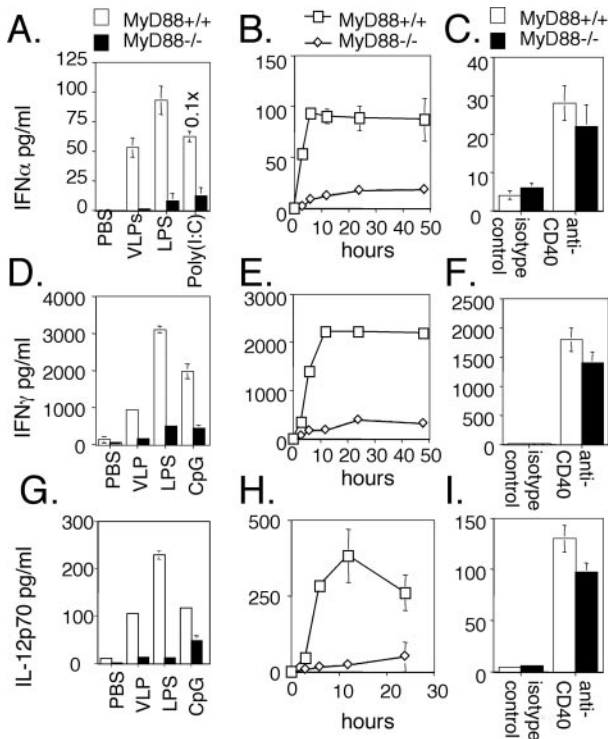 A.
MyD88+/+
MyD88-/-
B.
MyD88+/+
MyD88-/-
C.
MyD88+/+
MyD88-/-
IFNα pg/ml
125
100
75
50
25
0
0.1x
PBS
VLPs
LPS
Poly(I:C)
150
100
50
0
0 10 20 30 40 50
hours
40
30
20
10
0
control
isotype
CD40
anti-
D.
IFNγ pg/ml
4000
3000
2000
1000
0
PBS
VLP
LPS
CpG
E.
3000
2000
1000
0
0 10 20 30 40 50
hours
F.
2000
1500
1000
500
0
control
isotype
CD40
anti-
G.
IL-12p70 pg/ml
300
200
100
0
PBS
VLP
LPS
CpG
H.
500
250
0
0 10 20 30
hours
I.
150
100
50
0
control
isotype
CD40
anti-